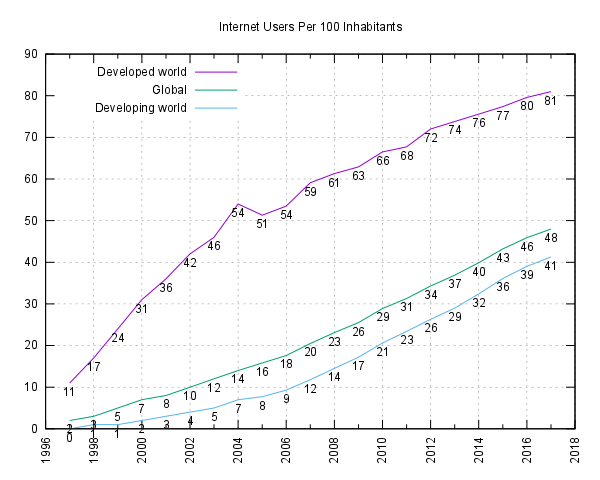 Internet Users Per 100 Inhabitants
Developed world
Global
Developing world
90
80
70
60
50
40
30
20
10
0
11 17 24 31 36 42 46 54 51 54 59 61 63 66 68 72 74 76 77 80 81
2 3 5 7 8 10 12 14 16 18 20 23 26 29 31 34 37 40 43 46 48
0 1 1 2 3 4 5 7 8 9 12 14 17 21 23 26 29 32 36 39 41
1996 1998 2000 2002 2004 2006 2008 2010 2012 2014 2016 2018